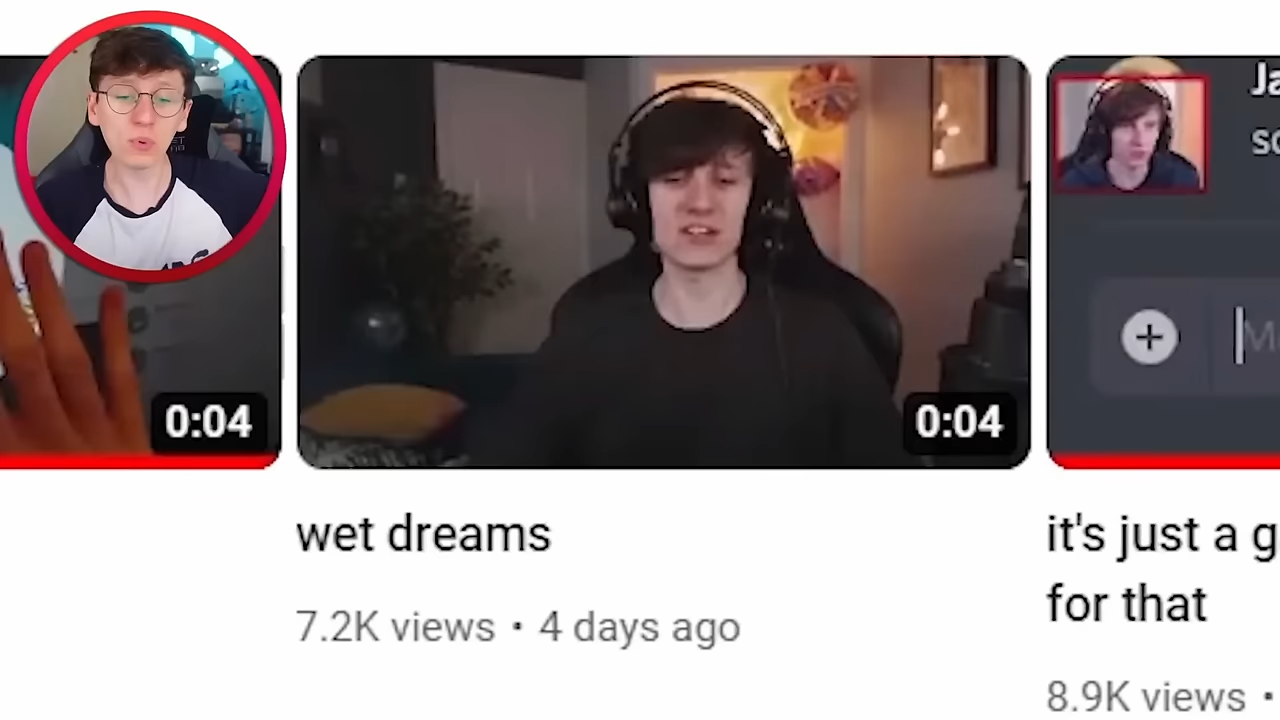 0:04
0:04
wet dreams
7.2K views • 4 days ago
it's just a g
for that
8.9K views •